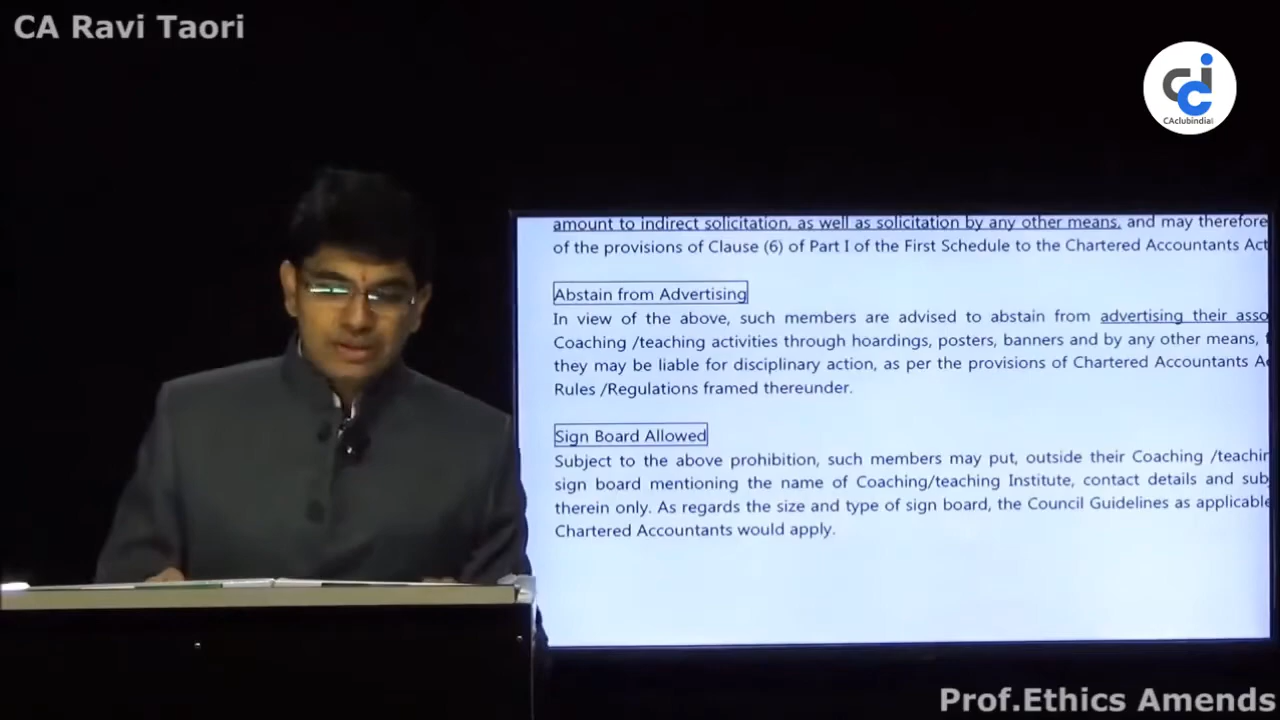 CA Ravi Taori
CAclubindia
amount to indirect solicitation, as well as solicitation by any other means, and may therefore
of the provisions of Clause (6) of Part I of the First Schedule to the Chartered Accountants Act
Abstain from Advertising
In view of the above, such members are advised to abstain from advertising their asso
Coaching /teaching activities through hoardings, posters, banners and by any other means,
they may be liable for disciplinary action, as per the provisions of Chartered Accountants A
Rules /Regulations framed thereunder.
Sign Board Allowed
Subject to the above prohibition, such members may put, outside their Coaching /teachin
sign board mentioning the name of Coaching/teaching Institute, contact details and sub
therein only. As regards the size and type of sign board, the Council Guidelines as applicable
Chartered Accountants would apply.
Prof.Ethics Amends